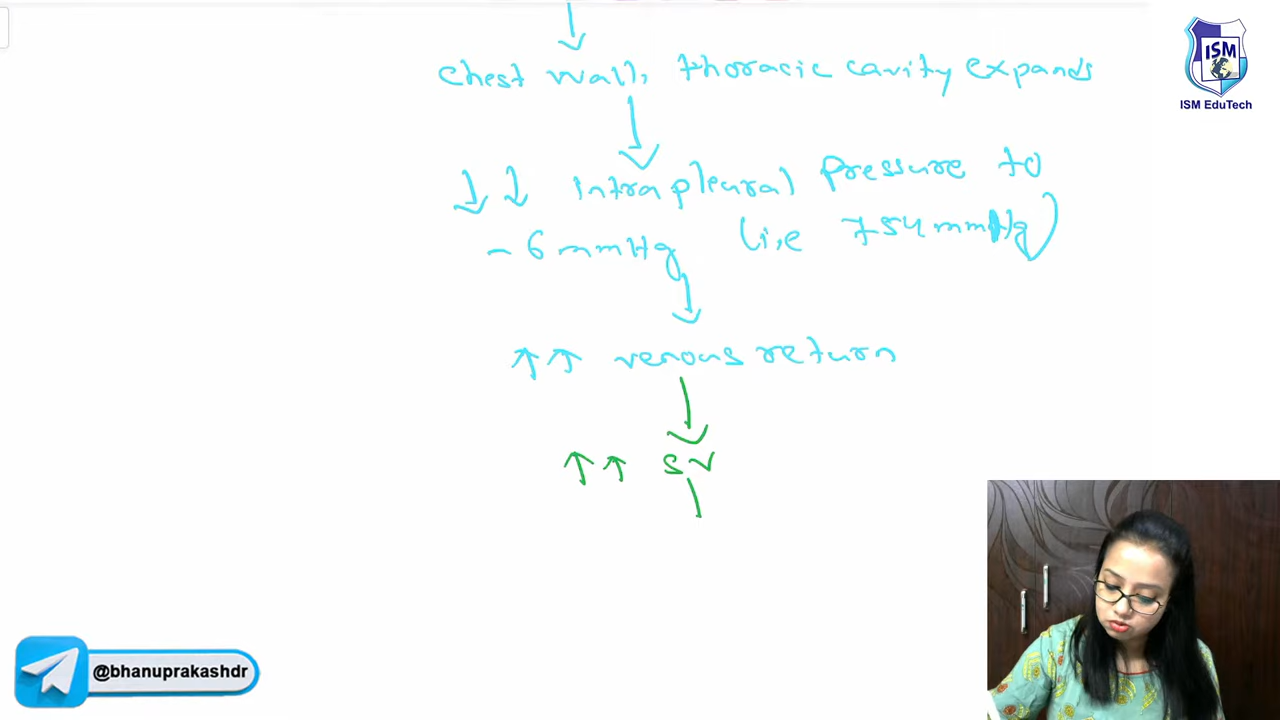 ↓
chest wall, thoracic cavity expands
↓
↓↓ intrapleural pressure to
- 6 mmHg (i.e 754 mmHg)
↓
↑↑ venous return
↓
↑↑ SV
ISM
ISM EduTech
@bhanuprakashdr